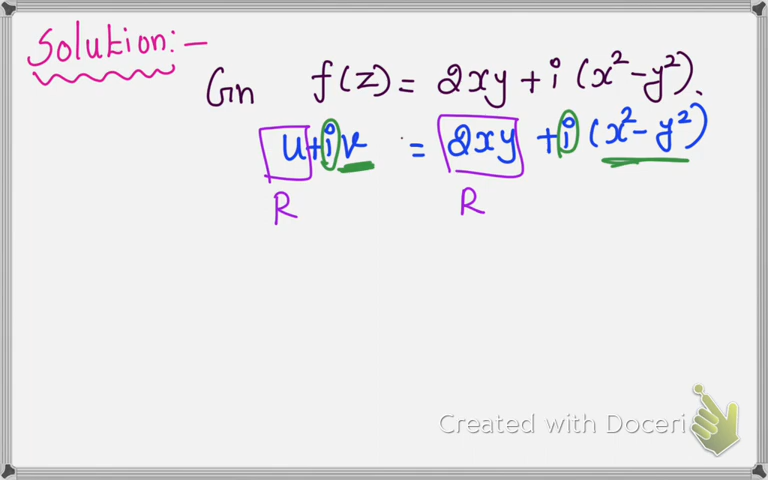 Solution:-
Gn f(z) = 2xy + i (x² - y²).
u + iv = 2xy + i (x² - y²)
R R
Created with Doceri